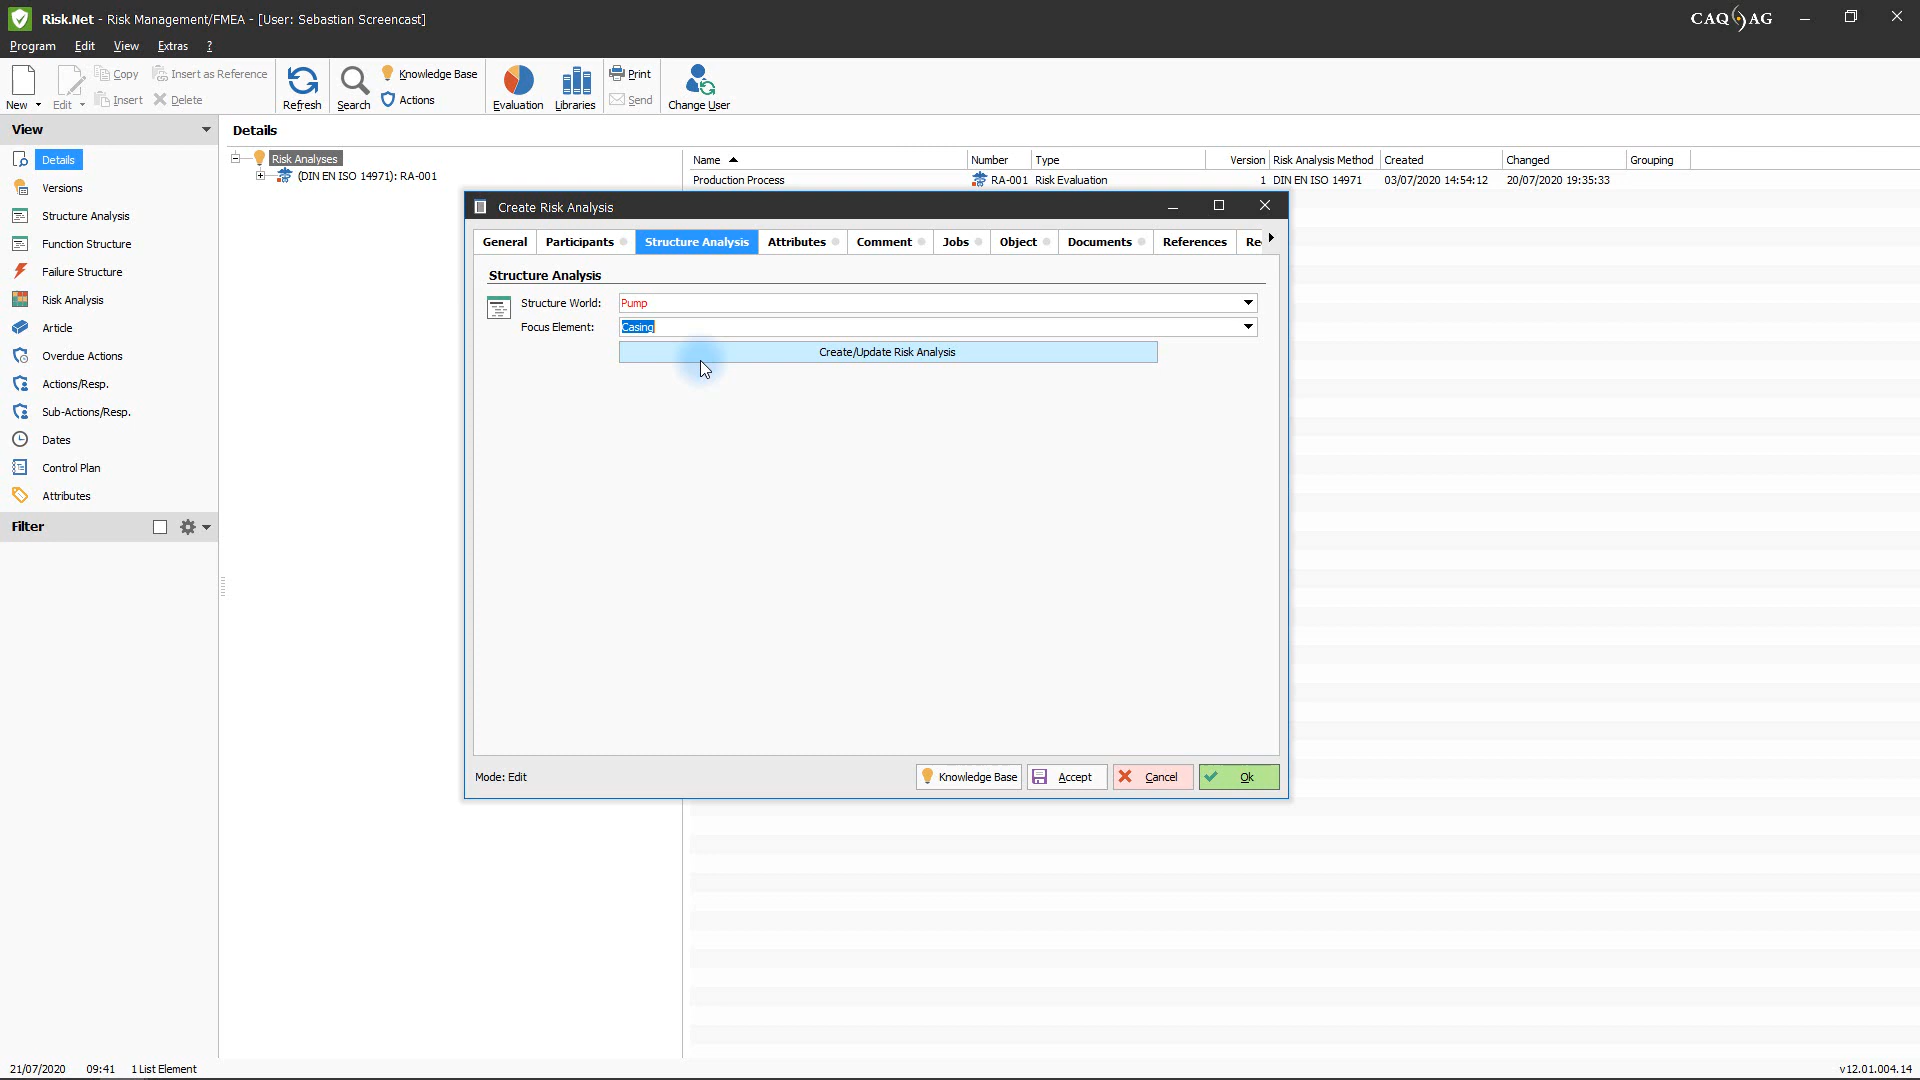 Risk.Net - Risk Management/FMEA - [User: Sebastian Screencast]
CAQ AG
Program Edit View Extras ?
New Edit Copy Insert Insert as Reference Delete Refresh Search Knowledge Base Actions Evaluation Libraries Print Send Change User
View
Details
Versions
Structure Analysis
Function Structure
Failure Structure
Risk Analysis
Article
Overdue Actions
Actions/Resp.
Sub-Actions/Resp.
Dates
Control Plan
Attributes
Filter
Details
Risk Analyses
(DIN EN ISO 14971): RA-001
Name Number Type Version Risk Analysis Method Created Changed Grouping
Production Process RA-001 Risk Evaluation 1 DIN EN ISO 14971 03/07/2020 14:54:12 20/07/2020 19:35:33
Create Risk Analysis
General Participants Structure Analysis Attributes Comment Jobs Object Documents References Re
Structure Analysis
Structure World: Pump
Focus Element: Casing
Create/Update Risk Analysis
Mode: Edit
Knowledge Base Accept Cancel Ok
21/07/2020 09:41 1 List Element
v12.01.004.14